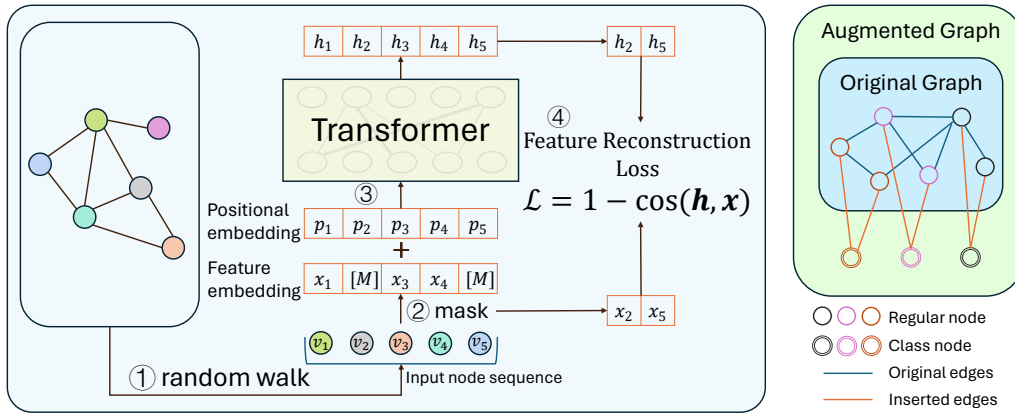 h₁ h₂ h₃ h₄ h₅
h₂ h₅
Transformer
④
Feature Reconstruction
Loss
ℒ = 1 − cos(𝒉, 𝒙)
③
Positional
embedding
p₁ p₂ p₃ p₄ p₅
+
Feature
embedding
x₁ [M] x₃ x₄ [M]
② mask
x₂ x₅
v₁ v₂ v₃ v₄ v₅
Input node sequence
① random walk
Augmented Graph
Original Graph
Regular node
Class node
Original edges
Inserted edges